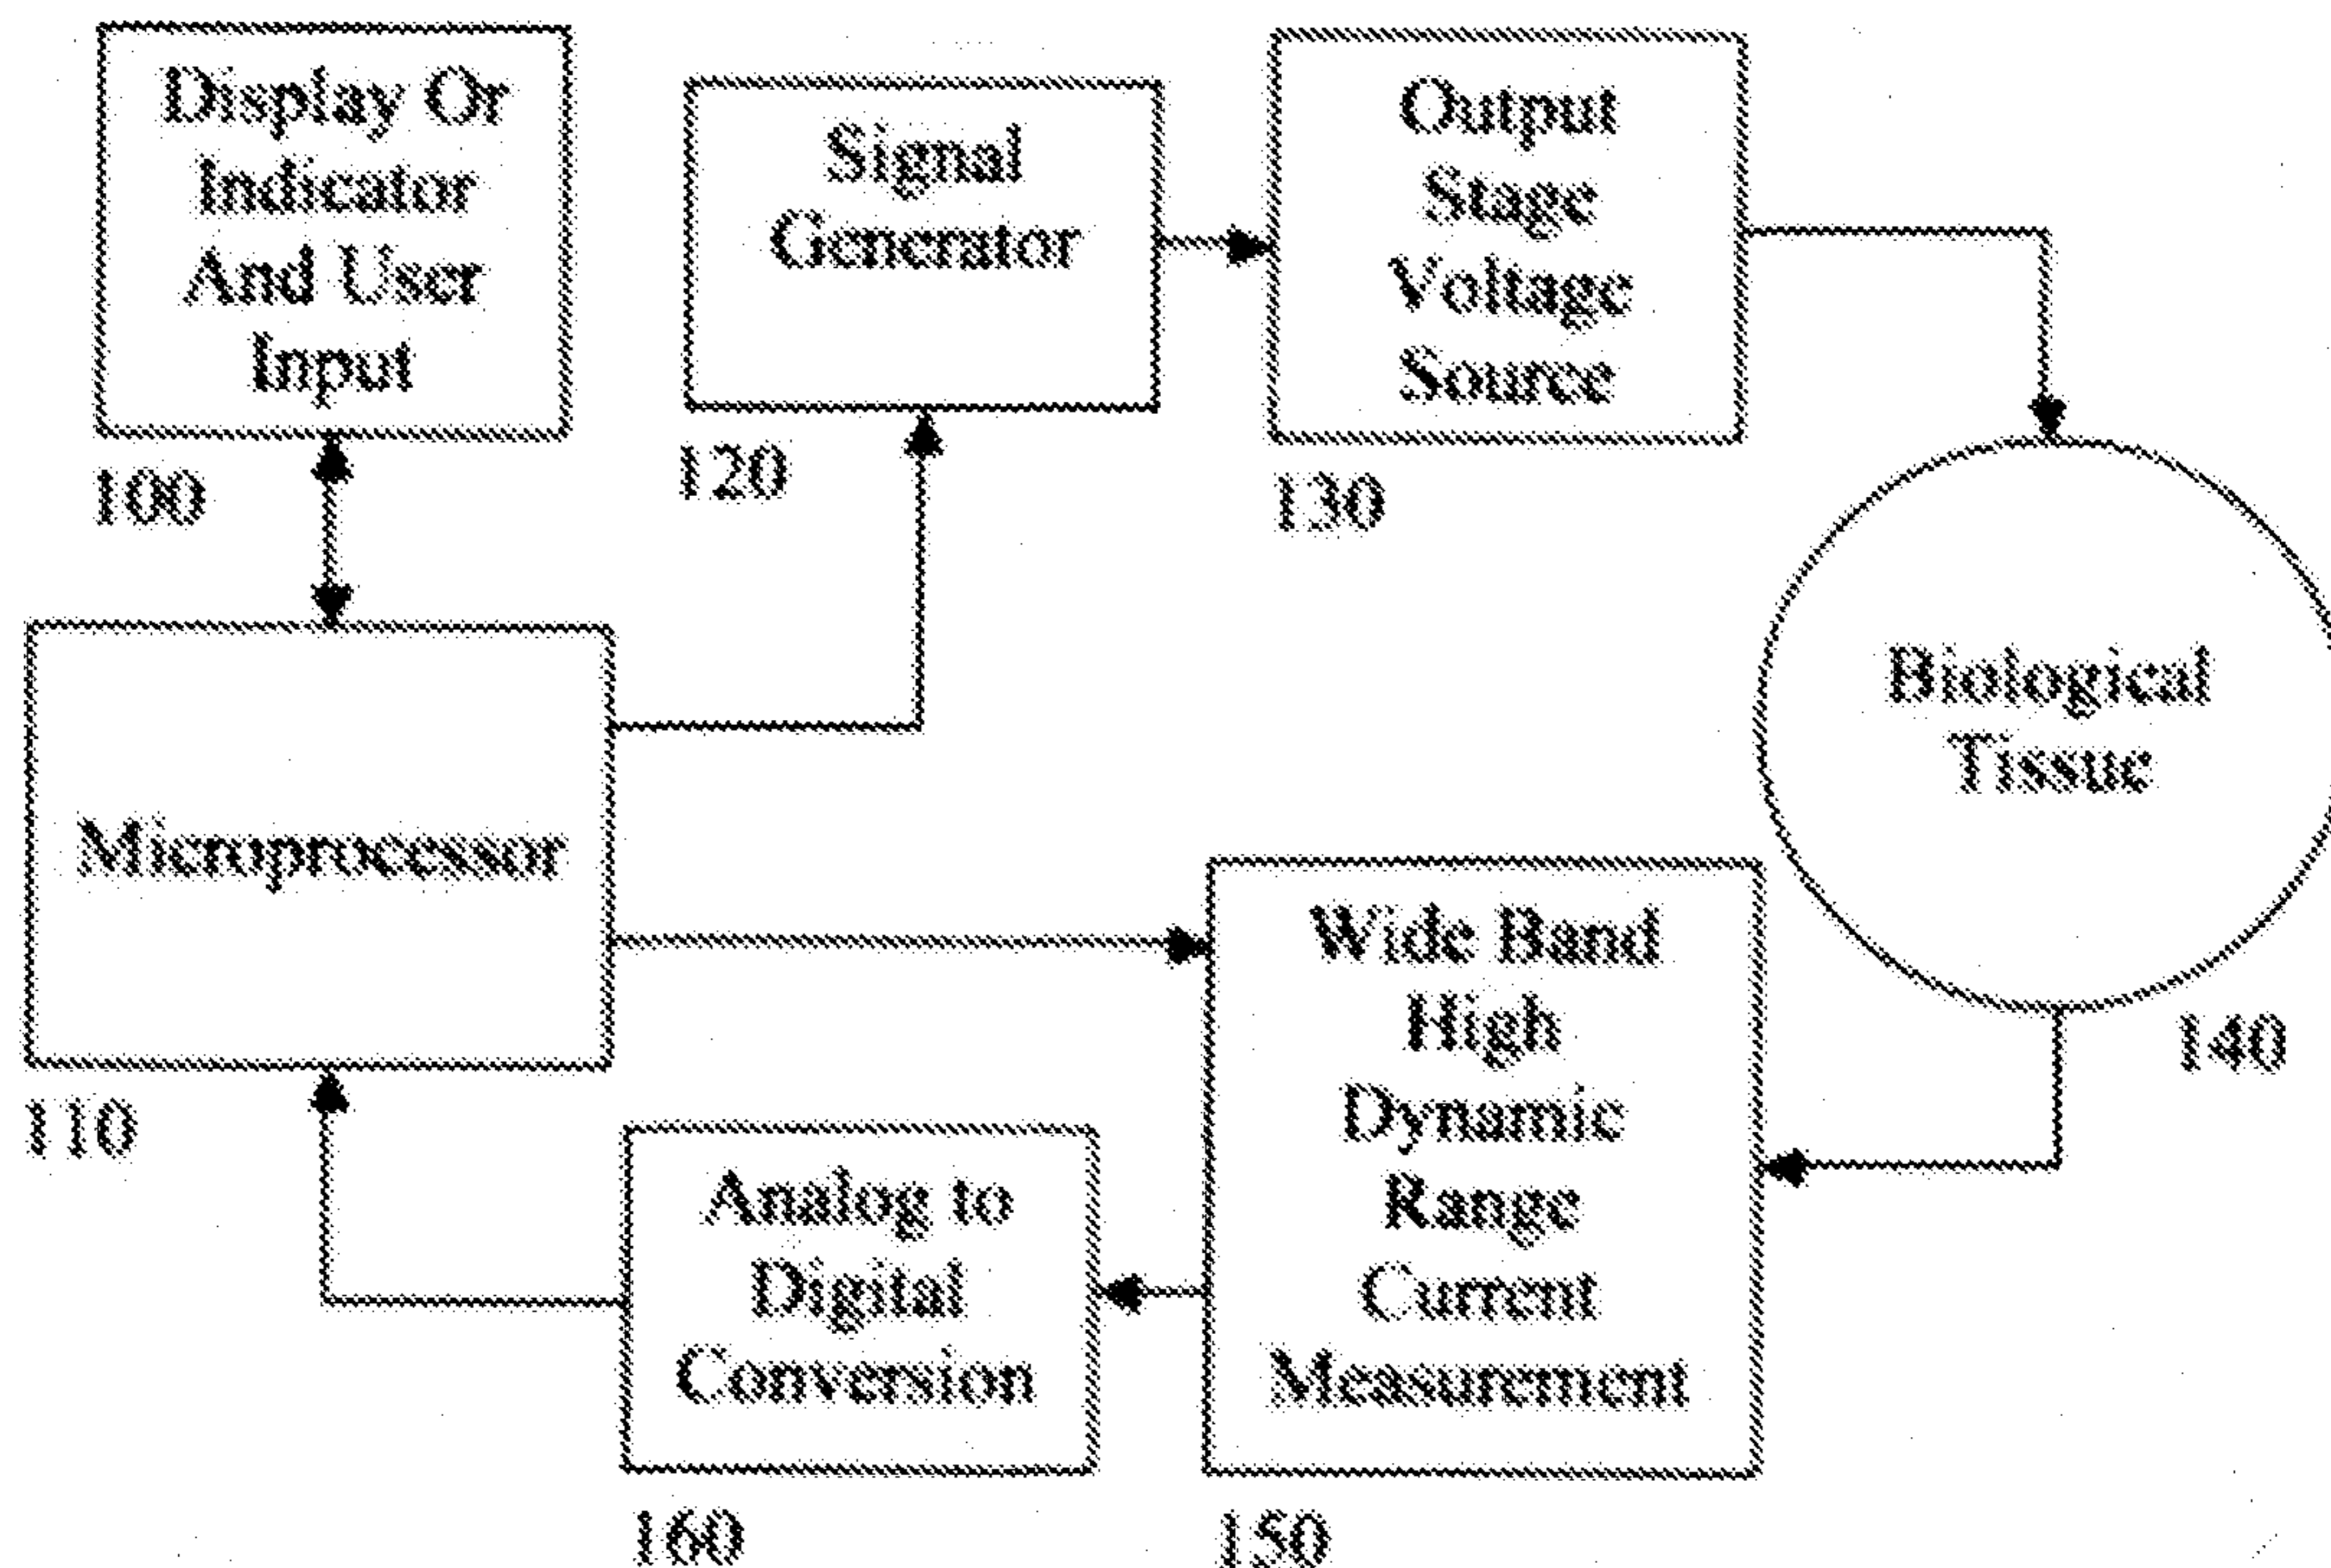 Display Or
Indicator
And User
Input
100
Signal
Generator
120
Output
Stage
Voltage
Source
130
Biological
Tissue
140
Microprocessor
110
Wide Band
High
Dynamic
Range
Current
Measurement
150
Analog to
Digital
Conversion
160